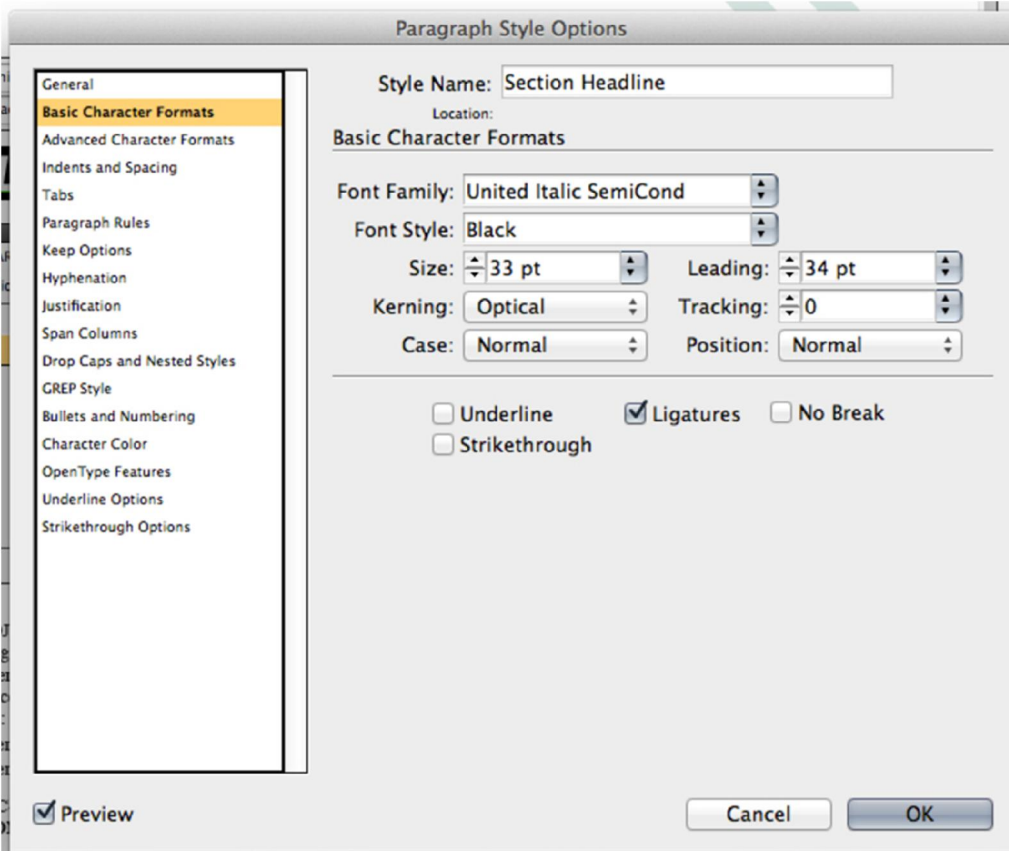 Paragraph Style Options
General
Basic Character Formats
Advanced Character Formats
Indents and Spacing
Tabs
Paragraph Rules
Keep Options
Hyphenation
Justification
Span Columns
Drop Caps and Nested Styles
GREP Style
Bullets and Numbering
Character Color
OpenType Features
Underline Options
Strikethrough Options
Style Name: Section Headline
Location:
Basic Character Formats
Font Family: United Italic SemiCond
Font Style: Black
Size: 33 pt Leading: 34 pt
Kerning: Optical Tracking: 0
Case: Normal Position: Normal
Underline Ligatures No Break
Strikethrough
Preview Cancel OK